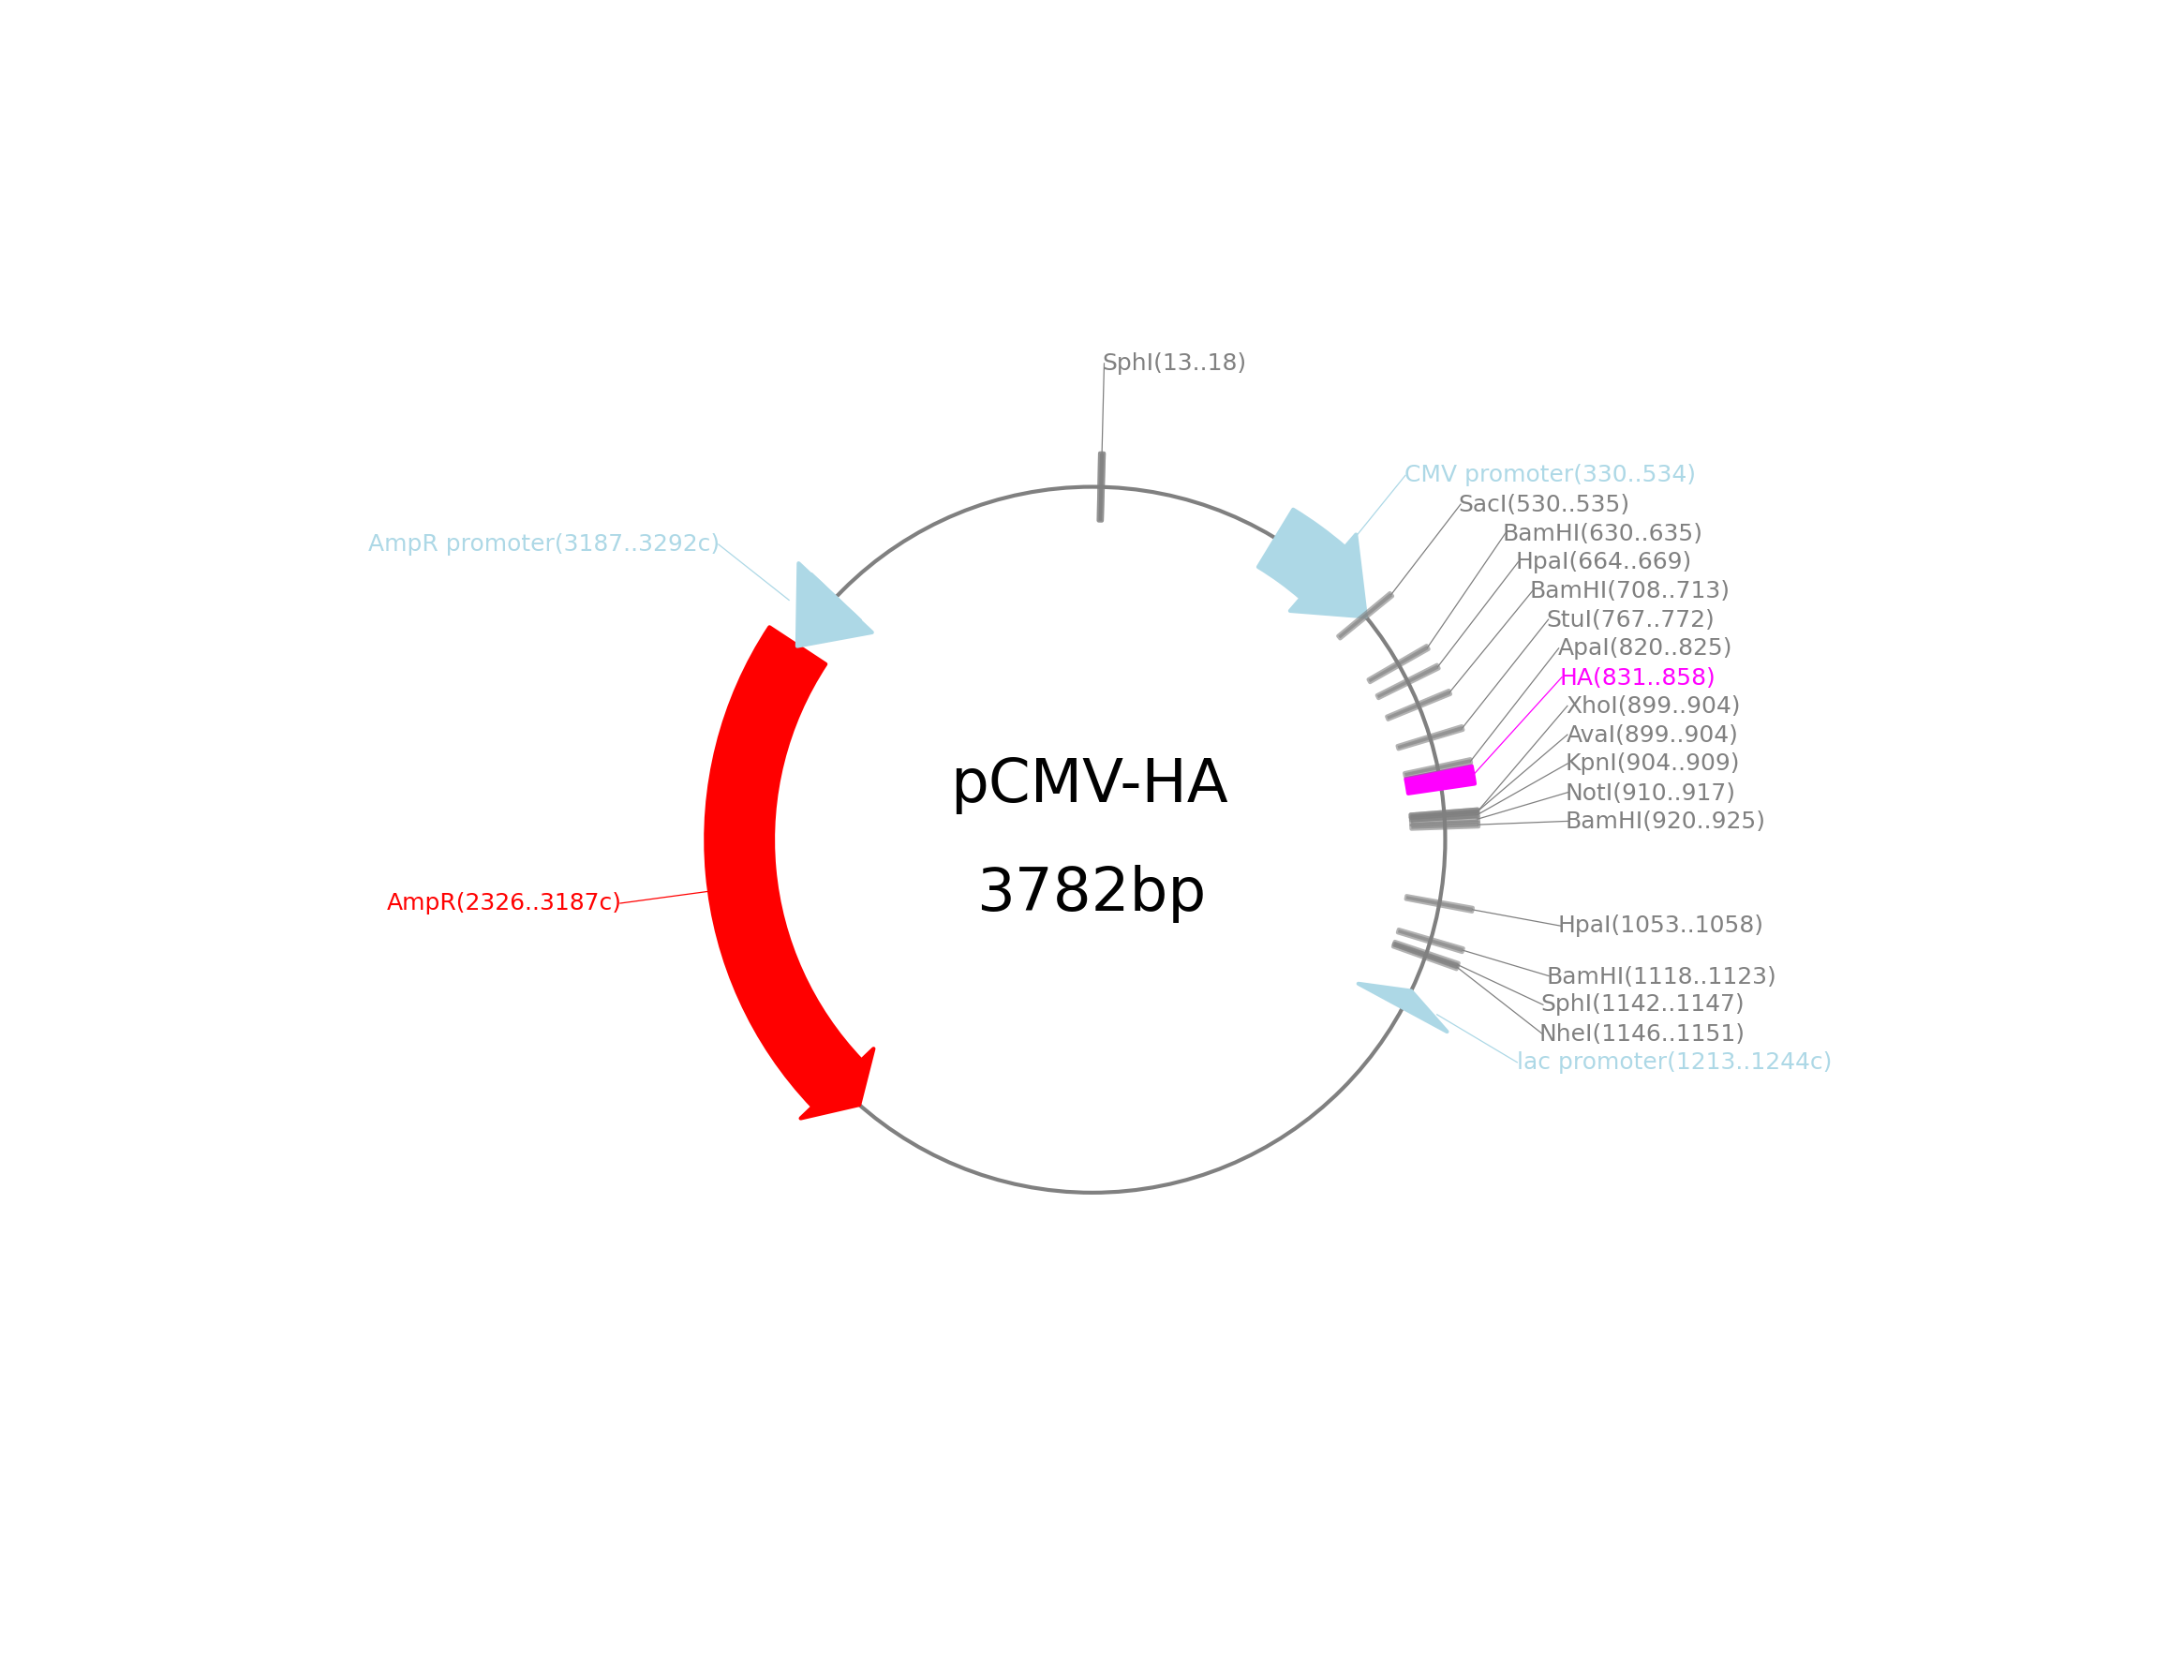 SphI(13..18)
CMV promoter(330..534)
SacI(530..535)
BamHI(630..635)
AmpR promoter(3187..3292c)
HpaI(664..669)
BamHI(708..713)
StuI(767..772)
ApaI(820..825)
HA(831..858)
XhoI(899..904)
AvaI(899..904)
KpnI(904..909)
pCMV-HA
NotI(910..917)
BamHI(920..925)
3782bp
AmpR(2326..3187c)
HpaI(1053..1058)
BamHI(1118..1123)
SphI(1142..1147)
NheI(1146..1151)
lac promoter(1213..1244c)